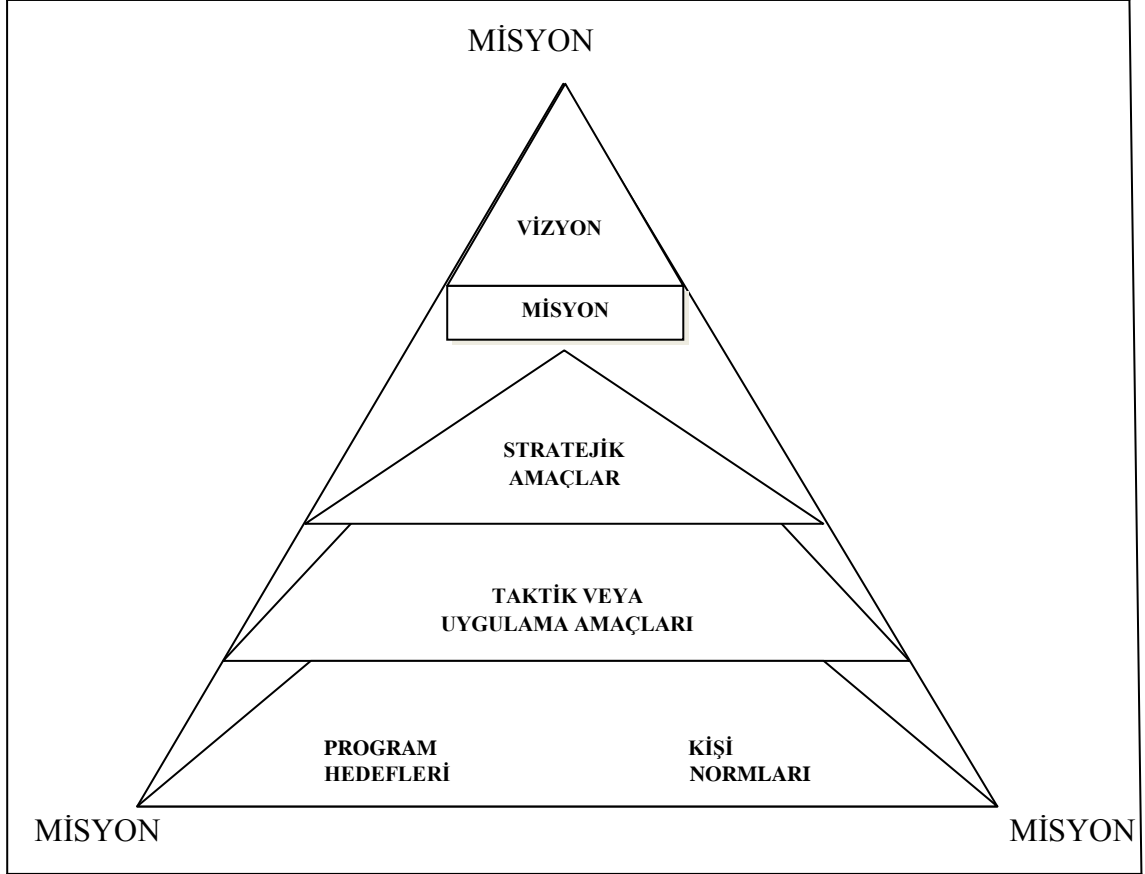 MİSYON
VİZYON
MİSYON
STRATEJİK
AMAÇLAR
TAKTİK VEYA
UYGULAMA AMAÇLARI
PROGRAM
HEDEFLERİ
KİŞİ
NORMLARI
MİSYON
MİSYON